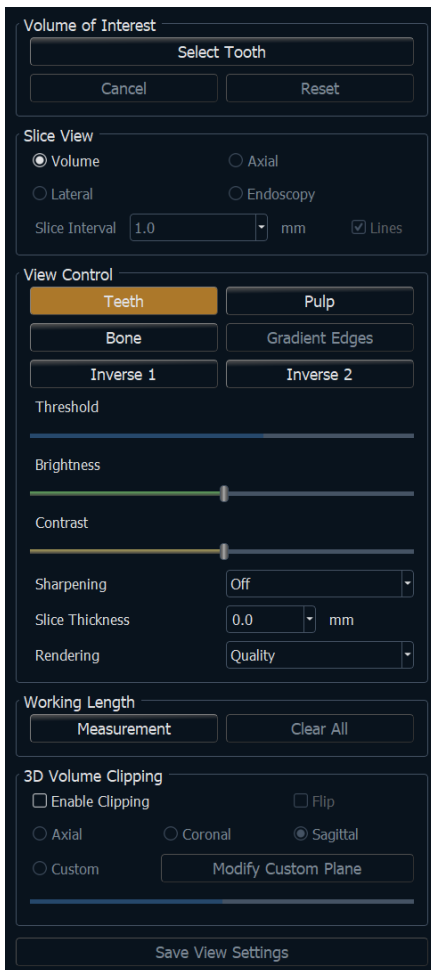 Volume of Interest
Select Tooth
Cancel Reset
Slice View
Volume Axial
Lateral Endoscopy
Slice Interval 1.0 mm Lines
View Control
Teeth Pulp
Bone Gradient Edges
Inverse 1 Inverse 2
Threshold
Brightness
Contrast
Sharpening Off
Slice Thickness 0.0 mm
Rendering Quality
Working Length
Measurement Clear All
3D Volume Clipping
Enable Clipping Flip
Axial Coronal Sagittal
Custom Modify Custom Plane
Save View Settings